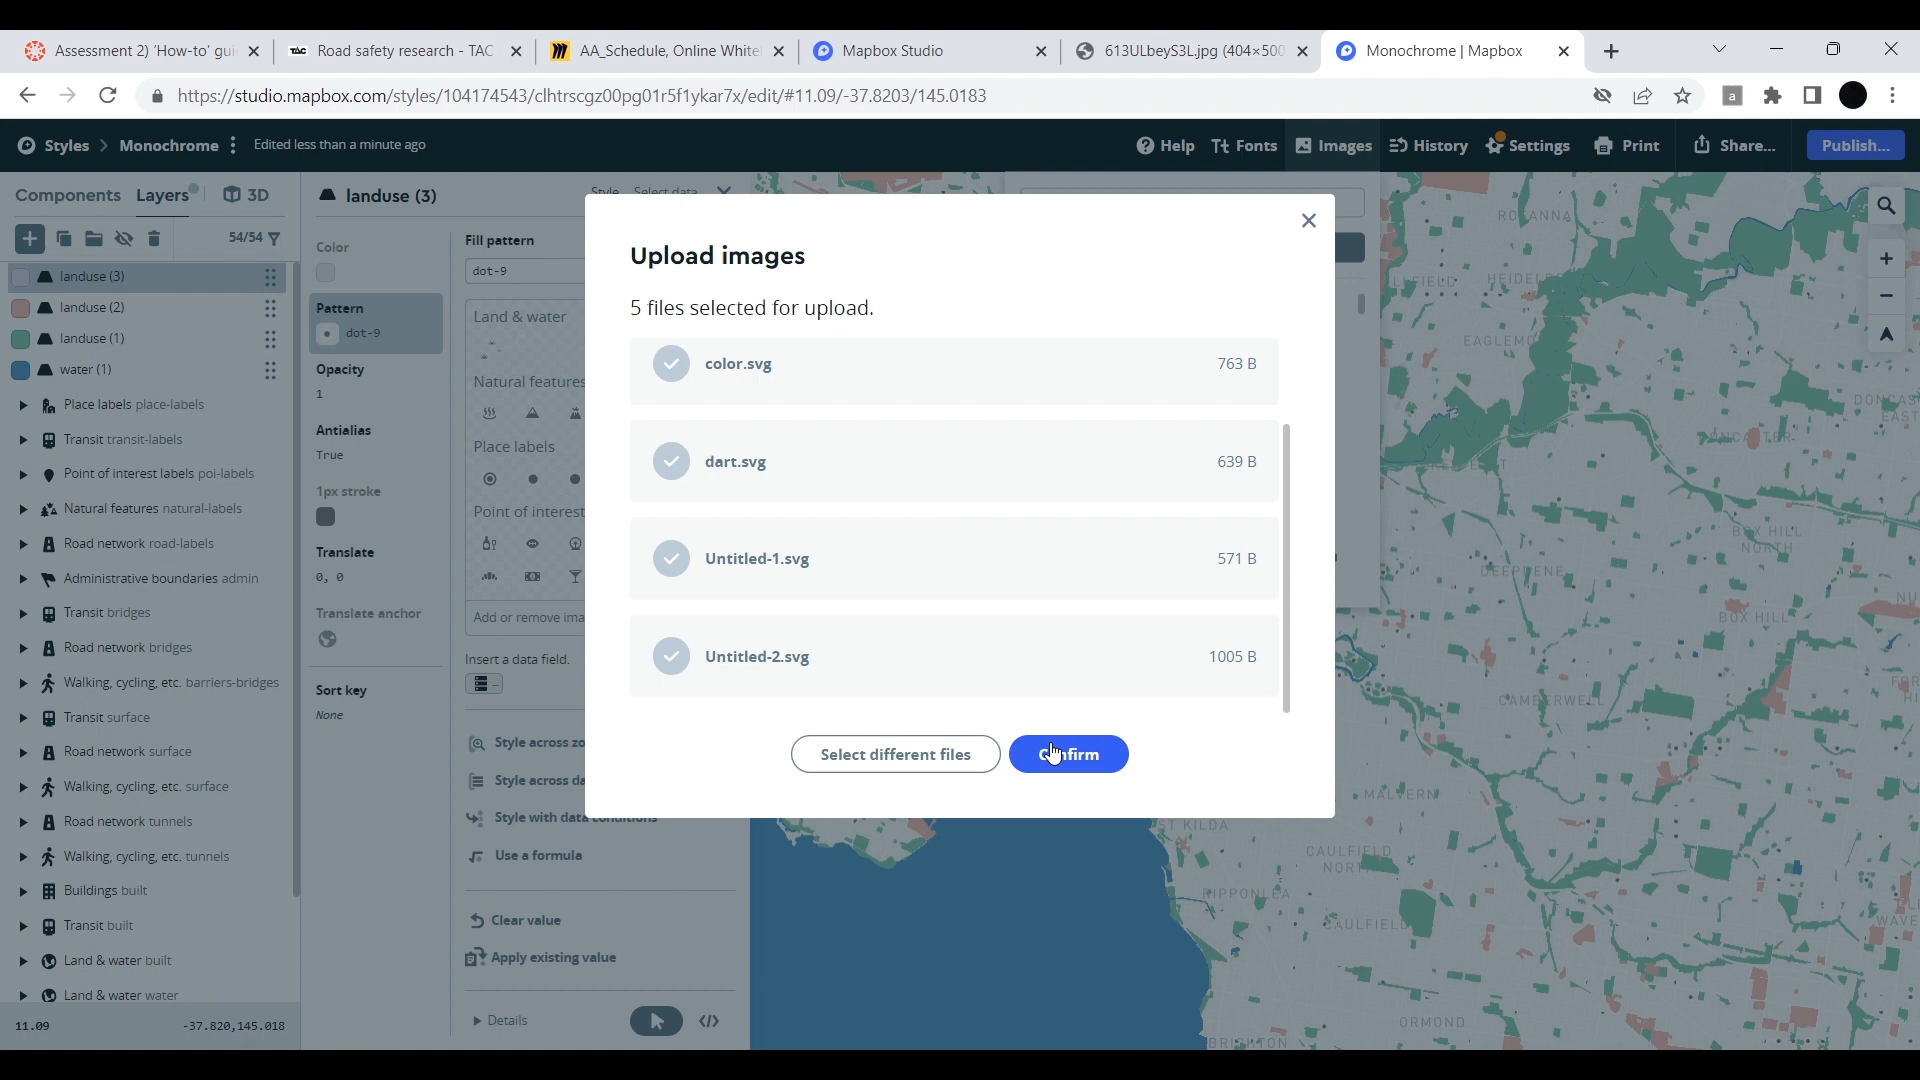 Assessment 2) 'How-to' gui
Road safety research - TAC
AA_Schedule, Online White
Mapbox Studio
613ULbeyS3L.jpg (404×500
Monochrome | Mapbox
https://studio.mapbox.com/styles/104174543/clhtrscgz00pg01r5f1ykar7x/edit/#11.09/-37.8203/145.0183
Styles > Monochrome
Edited less than a minute ago
Help
Fonts
Images
History
Settings
Print
Share...
Publish...
Components
Layers
3D
54/54
landuse (3)
landuse (2)
landuse (1)
water (1)
Place labels place-labels
Transit transit-labels
Point of interest labels poi-labels
Natural features natural-labels
Road network road-labels
Administrative boundaries admin
Transit bridges
Road network bridges
Walking, cycling, etc. barriers-bridges
Transit surface
Road network surface
Walking, cycling, etc. surface
Road network tunnels
Walking, cycling, etc. tunnels
Buildings built
Transit built
Land & water built
Land & water water
11.09
-37.820,145.018
landuse (3)
Style
Select data
Color
Pattern
dot-9
Opacity
1
Antialias
True
1px stroke
Translate
0, 0
Translate anchor
Sort key
None
Fill pattern
dot-9
Land & water
Natural features
Place labels
Point of interest
Add or remove ima
Insert a data field.
Style across zo
Style across da
Style with data conditions
Use a formula
Clear value
Apply existing value
Details
Upload images
5 files selected for upload.
color.svg
763 B
dart.svg
639 B
Untitled-1.svg
571 B
Untitled-2.svg
1005 B
Select different files
Confirm
ROSANNA
HEIDELB
EAGLEMO
DONCAS
EAST
DONCASTER
BOX HILL
NORTH
DEEPDENE
BOX HILL
CAMBERWELL
MALVERN
ST KILDA
CAULFIELD
NORTH
RIPPONLEA
CAULFIELD
WAVE
ORMOND
BRIGHTON